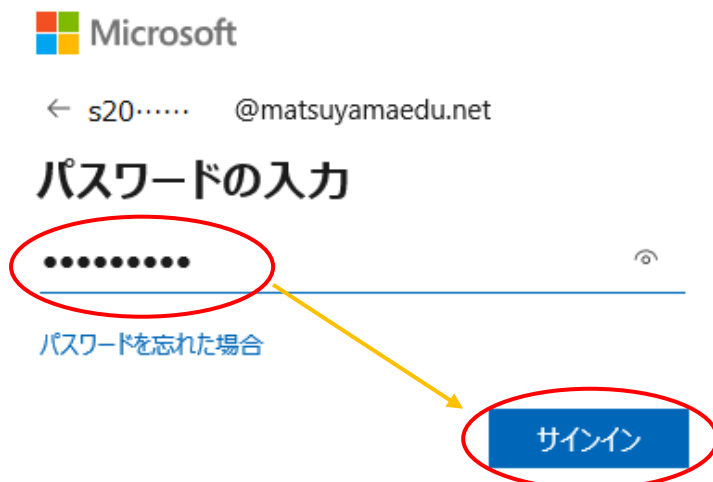 Microsoft
← s20…… @matsuyamaedu.net
パスワードの入力
●●●●●●●●●
パスワードを忘れた場合
サインイン